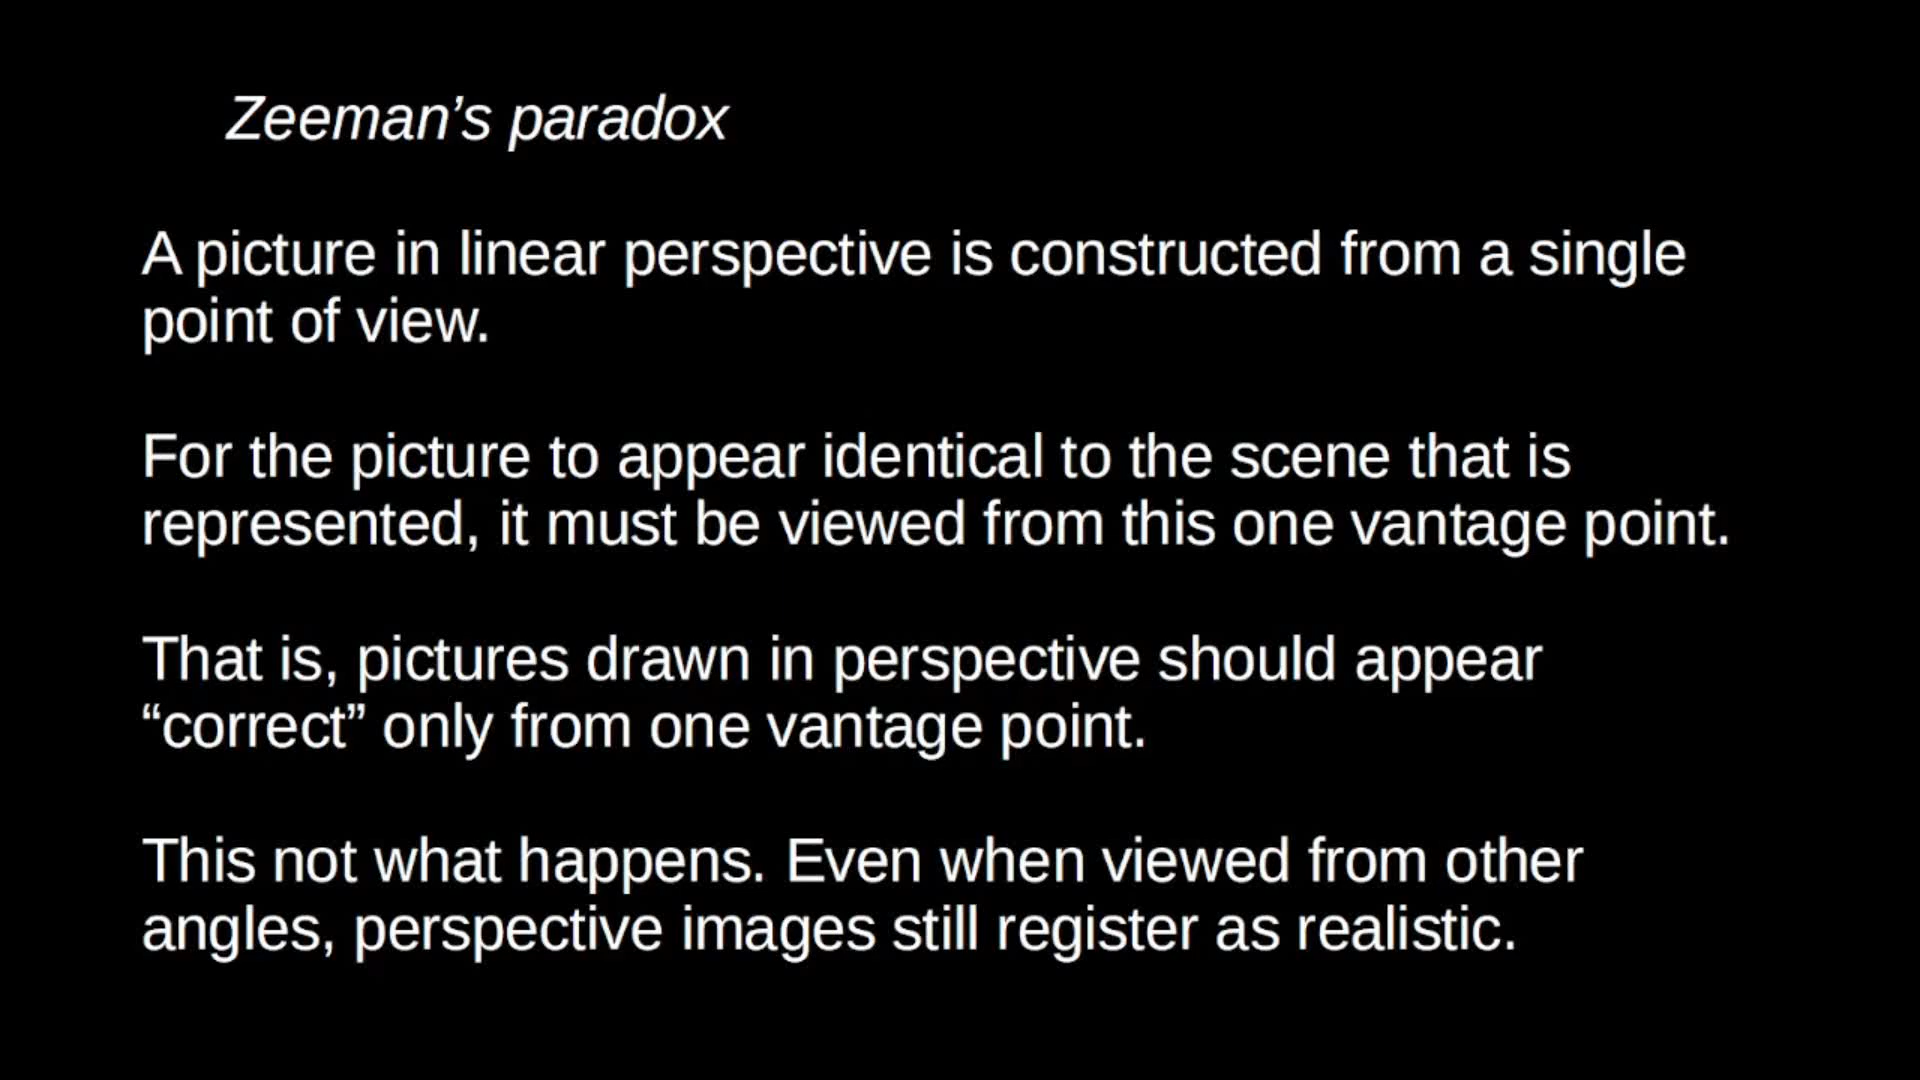 Zeeman’s paradox
A picture in linear perspective is constructed from a single
point of view.
For the picture to appear identical to the scene that is
represented, it must be viewed from this one vantage point.
That is, pictures drawn in perspective should appear
“correct” only from one vantage point.
This not what happens. Even when viewed from other
angles, perspective images still register as realistic.